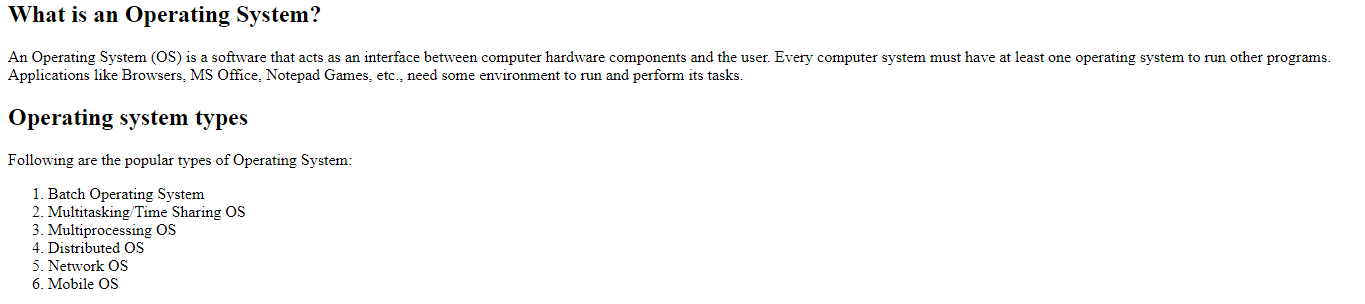 What is an Operating System?
An Operating System (OS) is a software that acts as an interface between computer hardware components and the user. Every computer system must have at least one operating system to run other programs.
Applications like Browsers, MS Office, Notepad Games, etc., need some environment to run and perform its tasks.
Operating system types
Following are the popular types of Operating System:
1. Batch Operating System
2. Multitasking/Time Sharing OS
3. Multiprocessing OS
4. Distributed OS
5. Network OS
6. Mobile OS